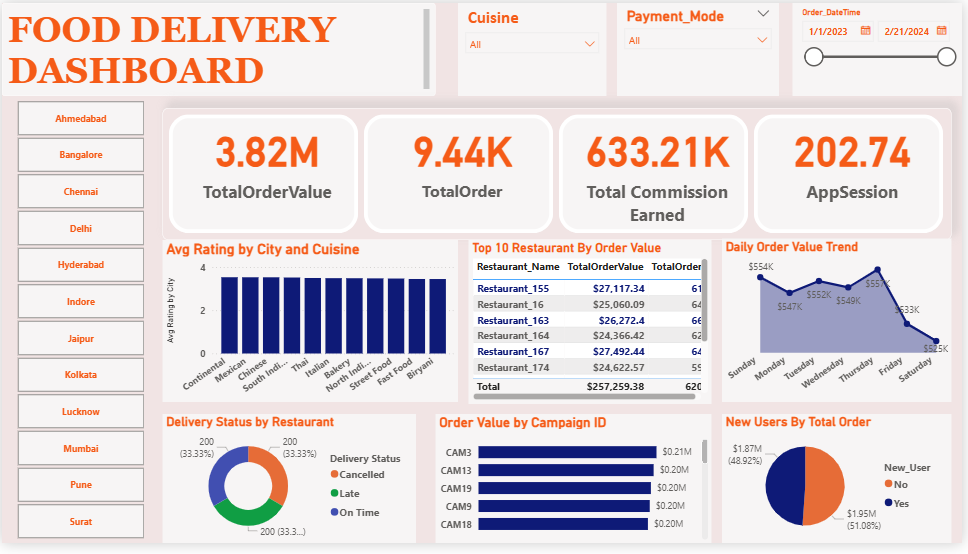 FOOD DELIVERY
DASHBOARD
Cuisine
All
Payment_Mode
All
Order_DateTime
1/1/2023
2/21/2024
Ahmedabad
Bangalore
Chennai
Delhi
Hyderabad
Indore
Jaipur
Kolkata
Lucknow
Mumbai
Pune
Surat
3.82M
TotalOrderValue
9.44K
TotalOrder
633.21K
Total Commission
Earned
202.74
AppSession
Avg Rating by City and Cuisine
Avg Rating by City
4
2
0
Continental
Mexican
Chinese
South Indi...
Thai
Italian
Bakery
North Indi...
Street Food
Fast Food
Biryani
Top 10 Restaurant By Order Value
Restaurant_Name TotalOrderValue TotalOrder
Restaurant_155 $27,117.34 61
Restaurant_16 $25,060.09 64
Restaurant_163 $26,272.4 66
Restaurant_164 $24,366.42 62
Restaurant_167 $27,492.44 64
Restaurant_174 $24,622.57 59
Total $257,259.38 620
Daily Order Value Trend
$554K
$547K
$552K
$549K
$557K
$533K
$525K
Sunday
Monday
Tuesday
Wednesday
Thursday
Friday
Saturday
Delivery Status by Restaurant
200
(33.33%)
200
(33.33%)
200 (33.3...)
Delivery Status
Cancelled
Late
On Time
Order Value by Campaign ID
CAM3 $0.21M
CAM13 $0.20M
CAM19 $0.20M
CAM9 $0.20M
CAM18 $0.20M
New Users By Total Order
$1.87M
(48.92%)
$1.95M
(51.08%)
New_User
No
Yes